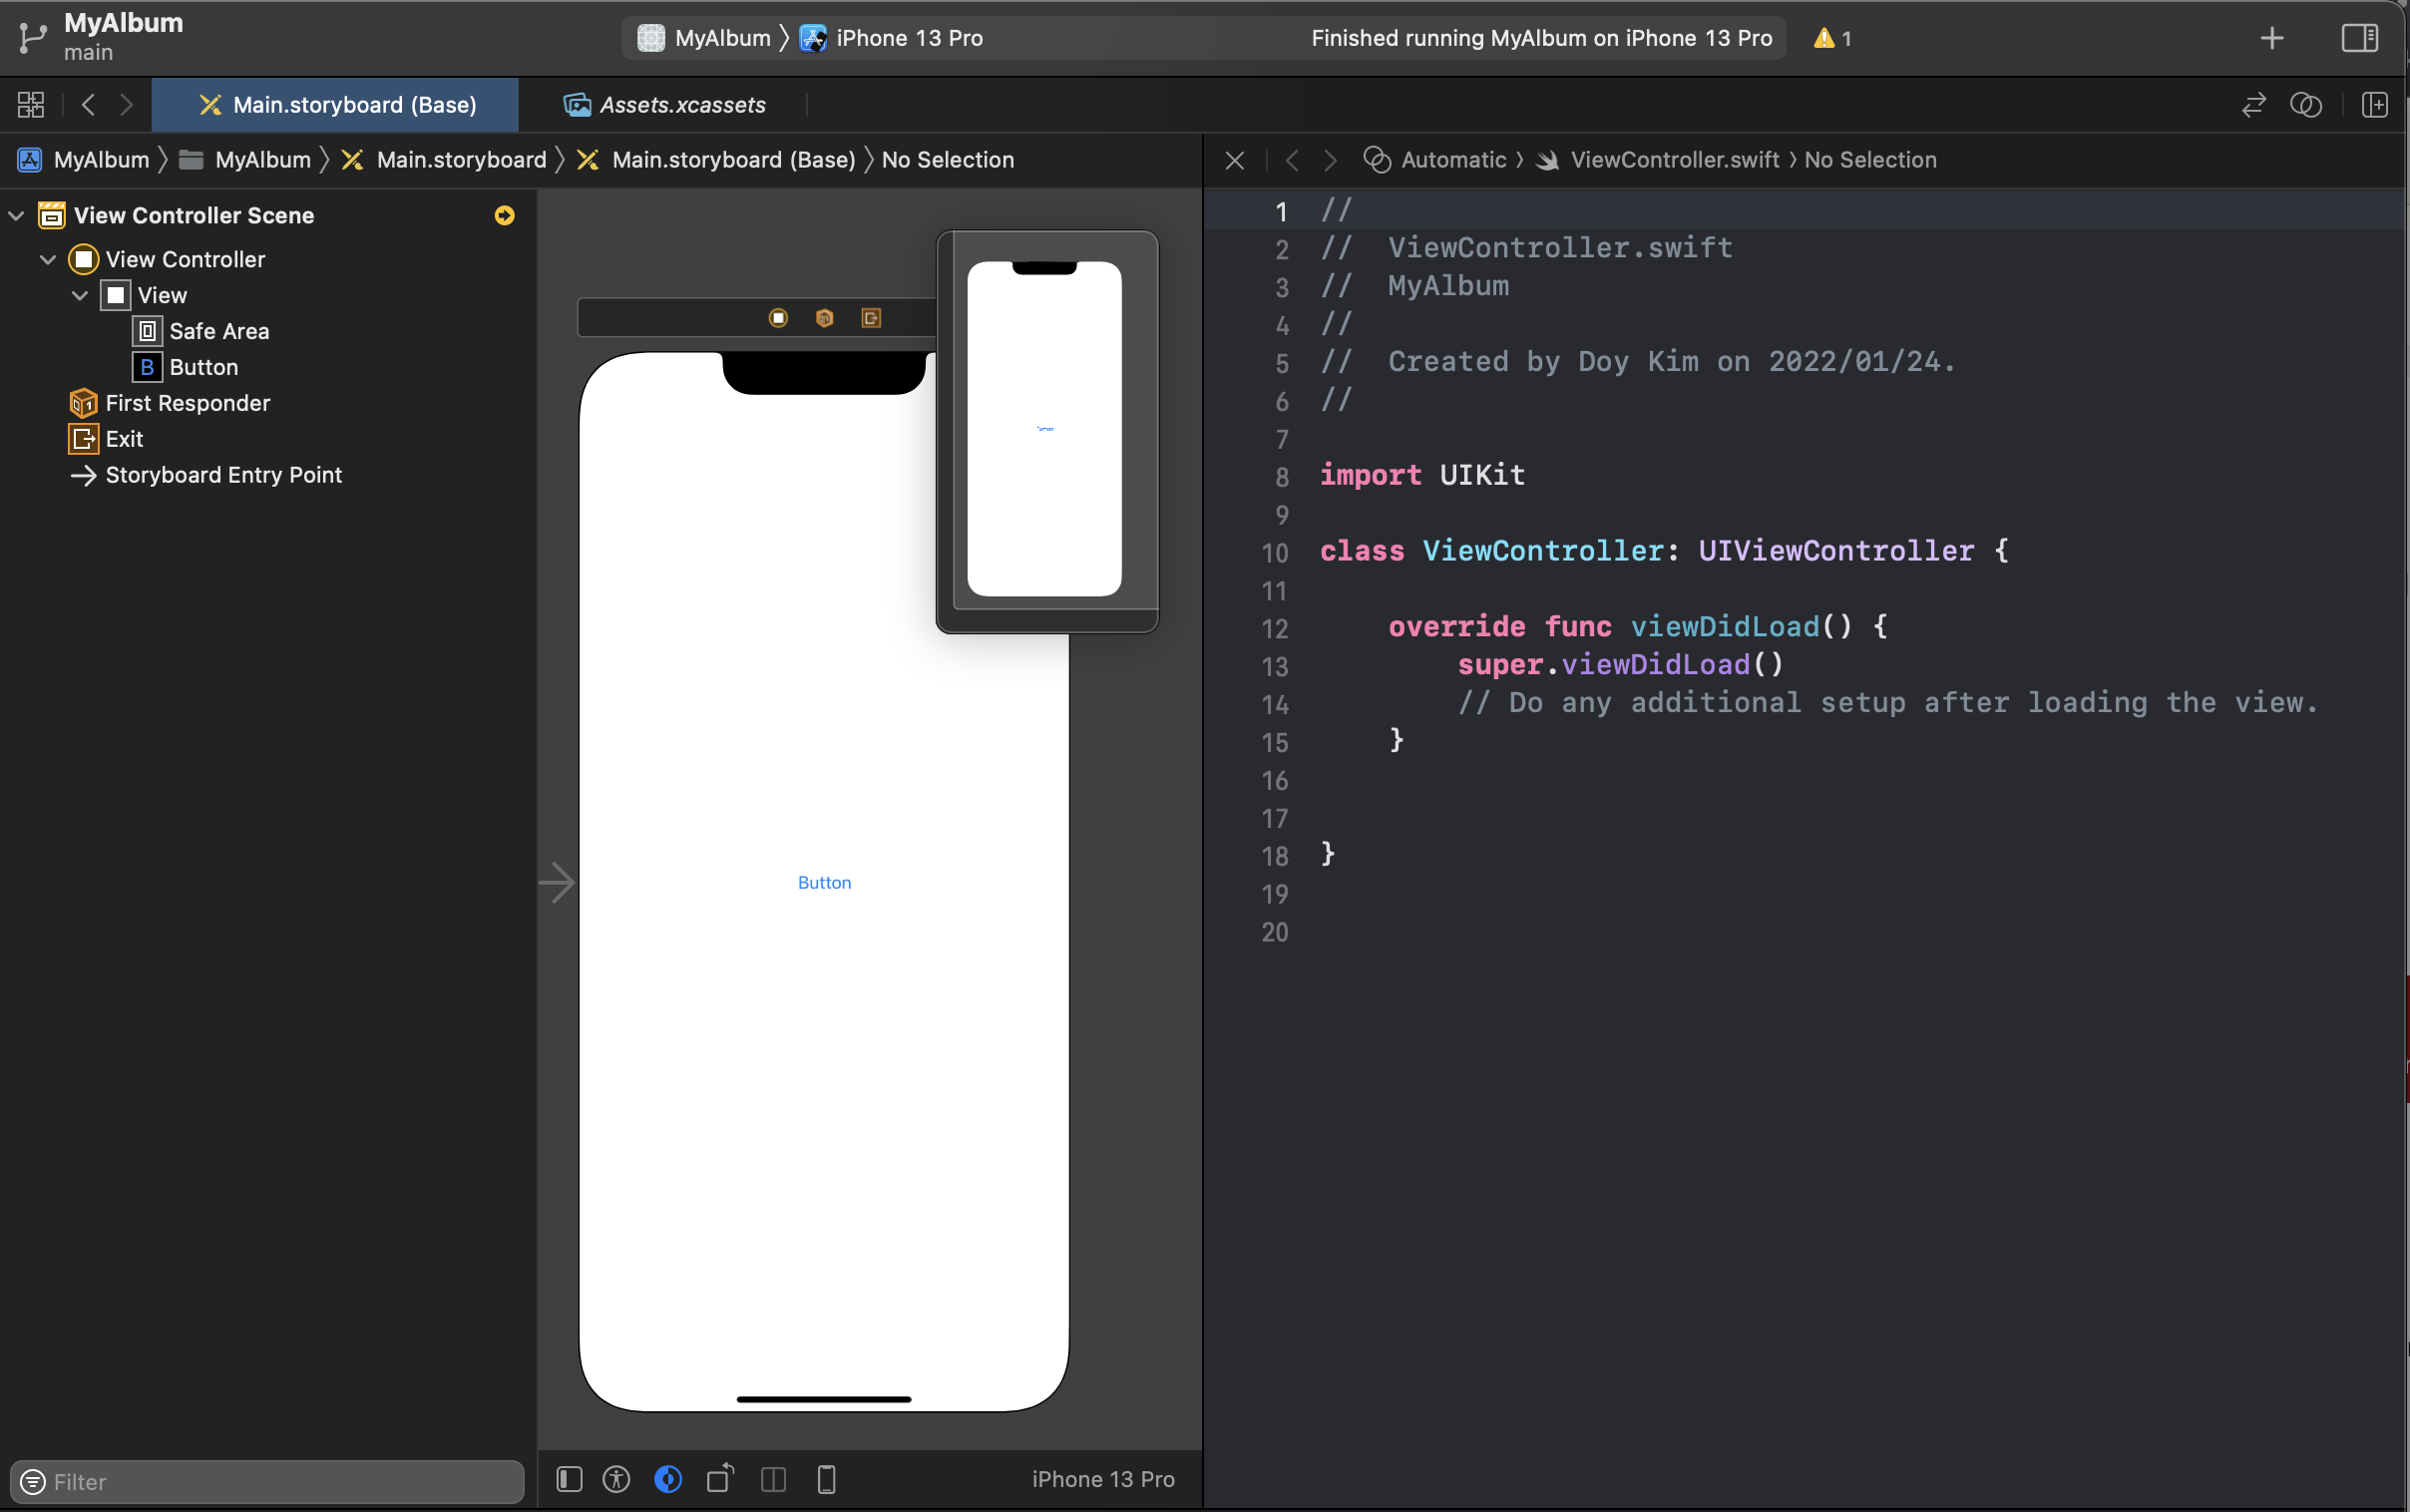 MyAlbum
main
MyAlbum iPhone 13 Pro
Finished running MyAlbum on iPhone 13 Pro
1
Main.storyboard (Base)
Assets.xcassets
MyAlbum MyAlbum Main.storyboard Main.storyboard (Base) No Selection
Automatic ViewController.swift No Selection
View Controller Scene
View Controller
View
Safe Area
B Button
First Responder
Exit
Storyboard Entry Point
Filter
Button
iPhone 13 Pro
1 //
2 //  ViewController.swift
3 //  MyAlbum
4 //
5 //  Created by Doy Kim on 2022/01/24.
6 //
7
8 import UIKit
9
10 class ViewController: UIViewController {
11
12     override func viewDidLoad() {
13         super.viewDidLoad()
14         // Do any additional setup after loading the view.
15     }
16
17
18 }
19
20